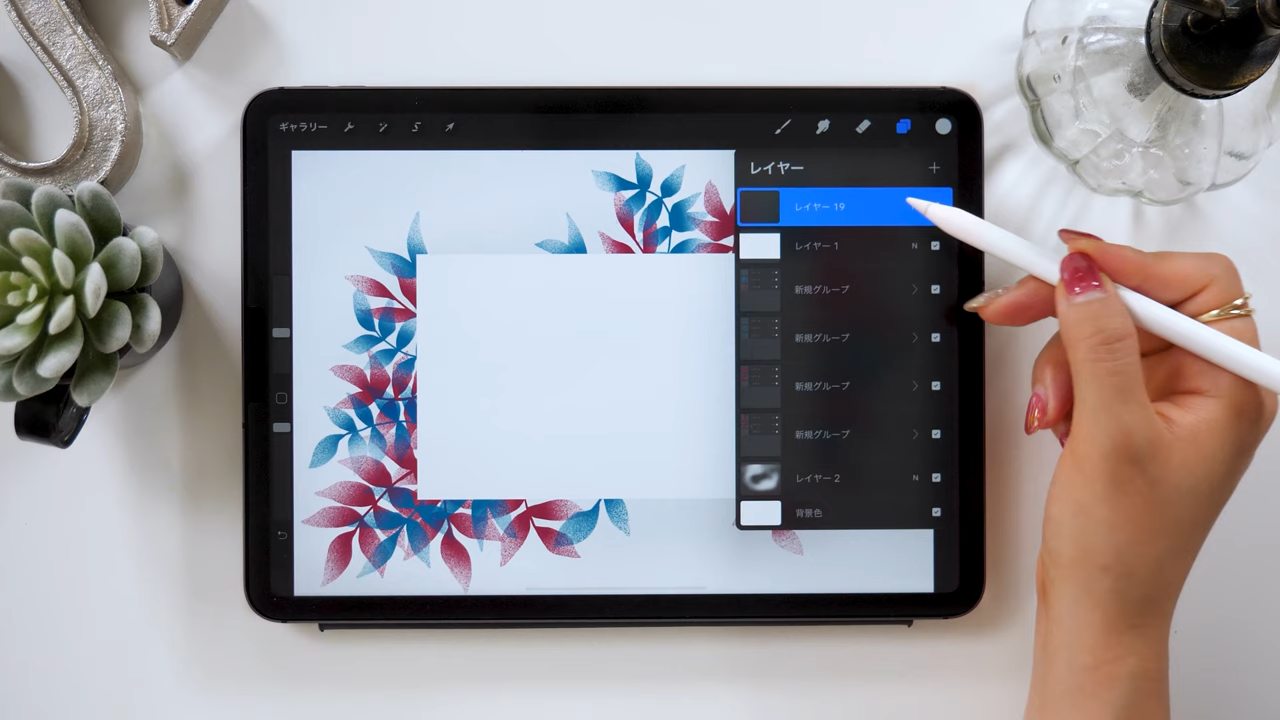 ギャラリー
レイヤー
レイヤー 19
レイヤー 1 N
新規グループ
新規グループ
新規グループ
新規グループ
レイヤー 2 N
背景色